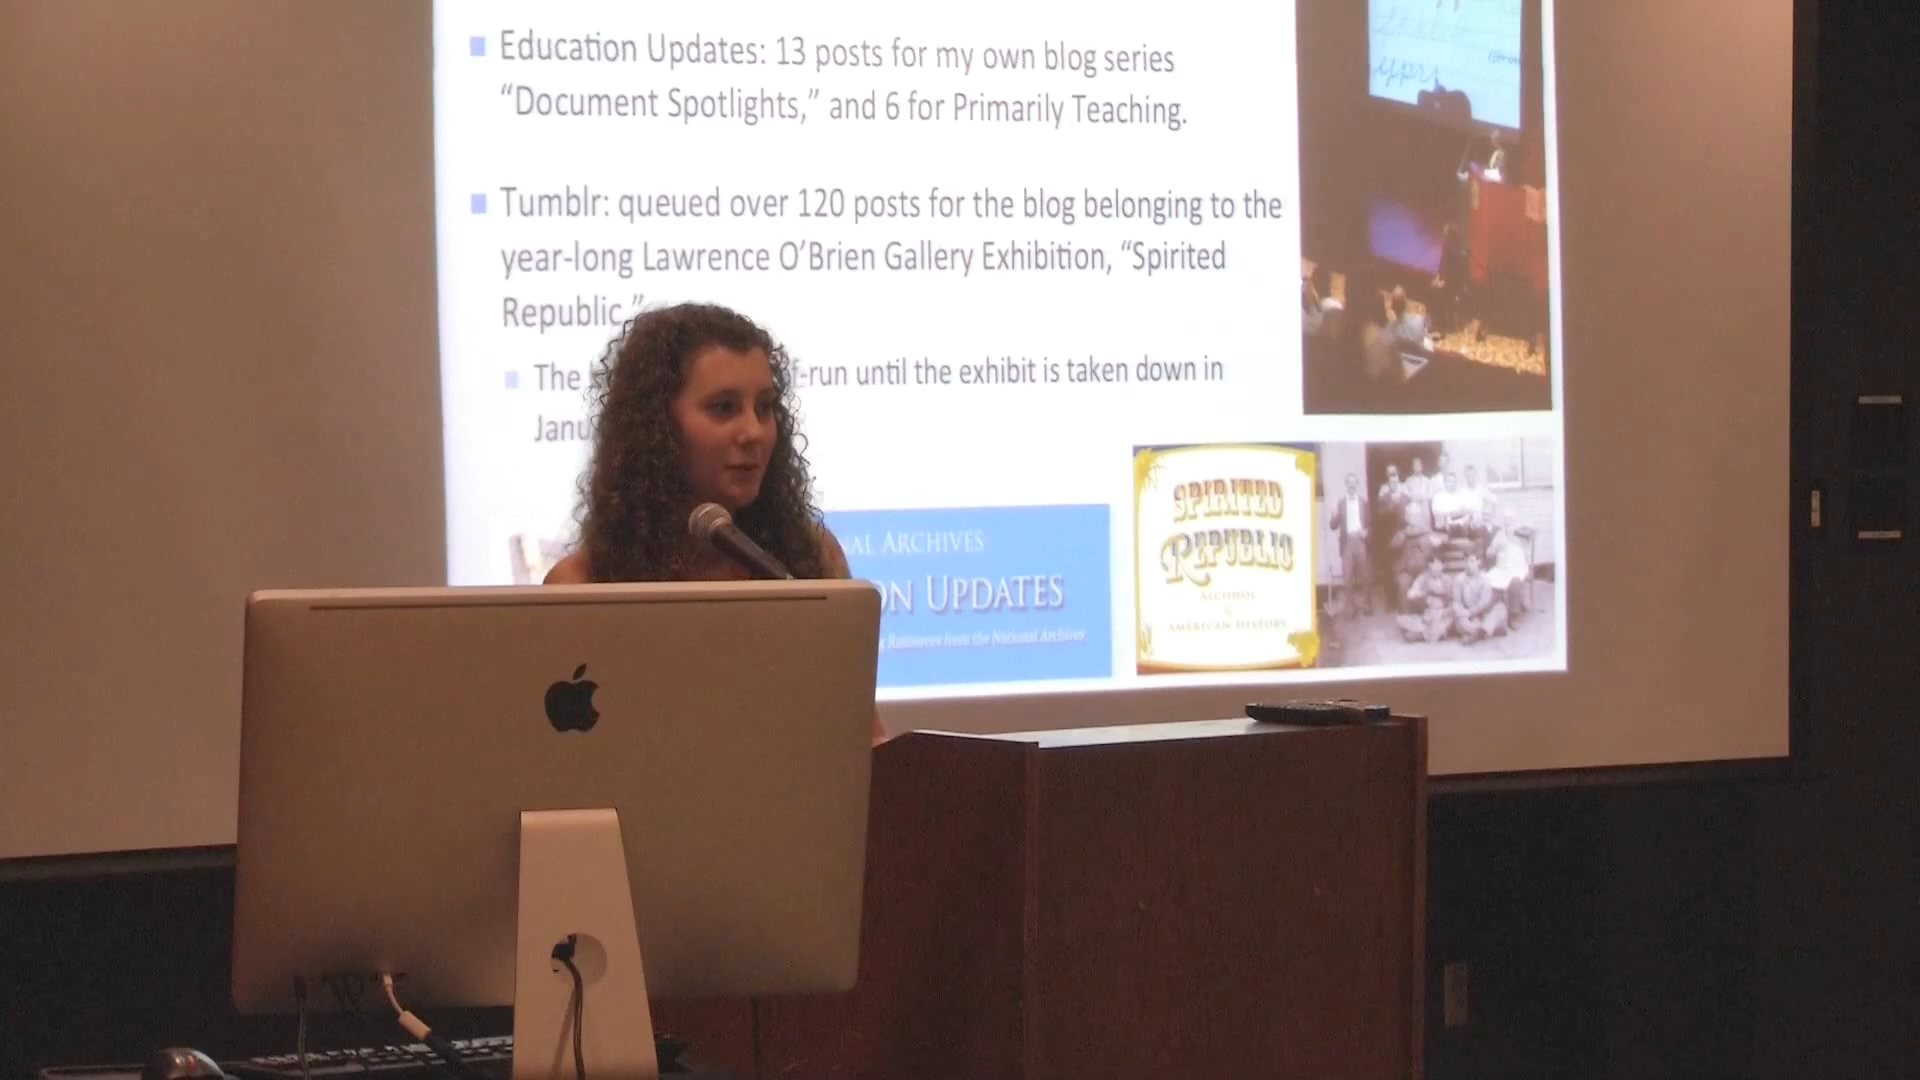 Education Updates: 13 posts for my own blog series
“Document Spotlights,” and 6 for Primarily Teaching.
Tumblr: queued over 120 posts for the blog belonging to the
year-long Lawrence O’Brien Gallery Exhibition, “Spirited
Republic.”
The
-run until the exhibit is taken down in
Janu
NAL ARCHIVES
ON UPDATES
Resources from the National Archives
SPIRITED
REPUBLIC
ALCOHOL
&
AMERICAN HISTORY